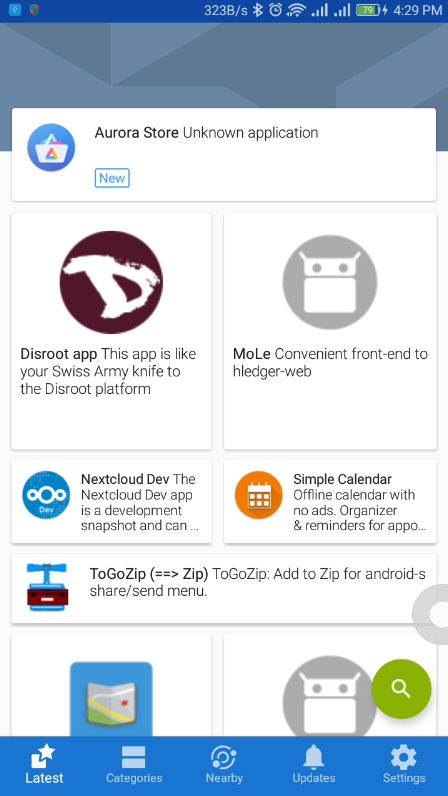 323B/s 79 4:29 PM
Aurora Store Unknown application
New
Disroot app This app is like
your Swiss Army knife to
the Disroot platform
MoLe Convenient front-end to
hledger-web
Dev
Nextcloud Dev The
Nextcloud Dev app
is a development
snapshot and can ...
Simple Calendar
Offline calendar with
no ads. Organizer
& reminders for appo...
ToGoZip (==> Zip) ToGoZip: Add to Zip for android-s
share/send menu.
Latest
Categories
Nearby
Updates
Settings